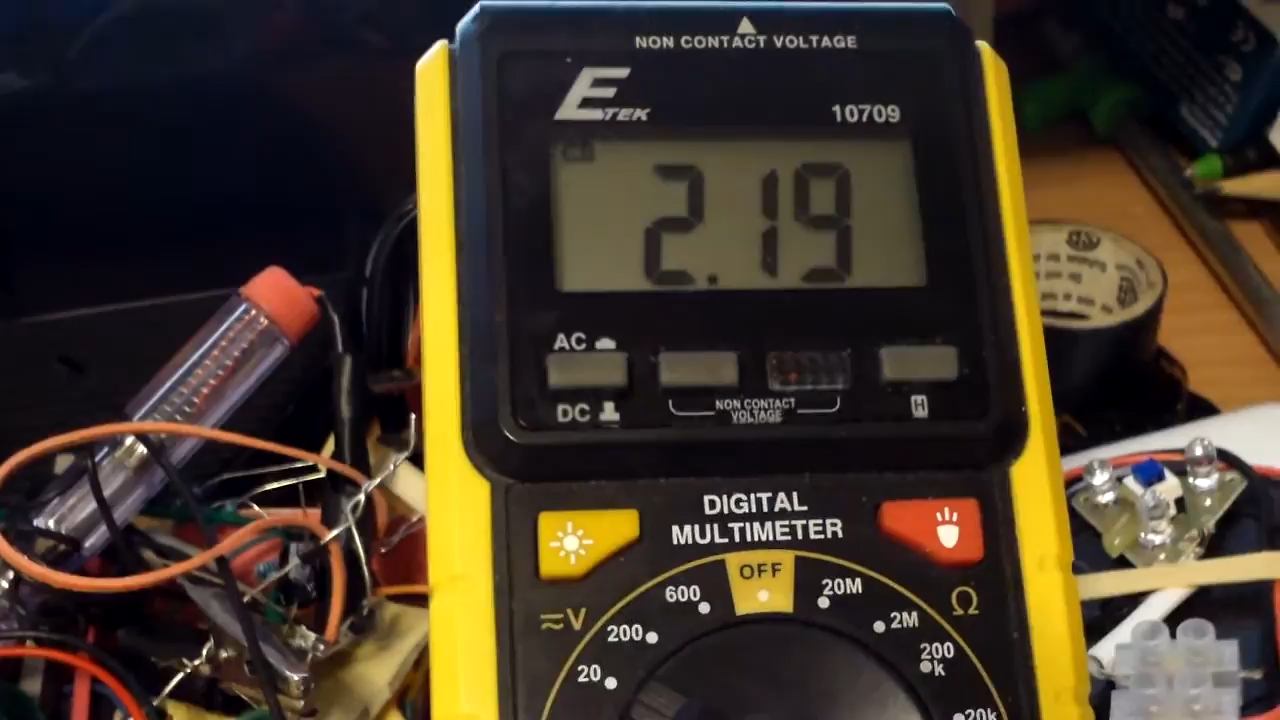 NON CONTACT VOLTAGE
ETEK
10709
2.19
AC
DC
NON CONTACT
VOLTAGE
H
DIGITAL
MULTIMETER
OFF
600
20M
≂V
Ω
200
2M
20
200
k
20k